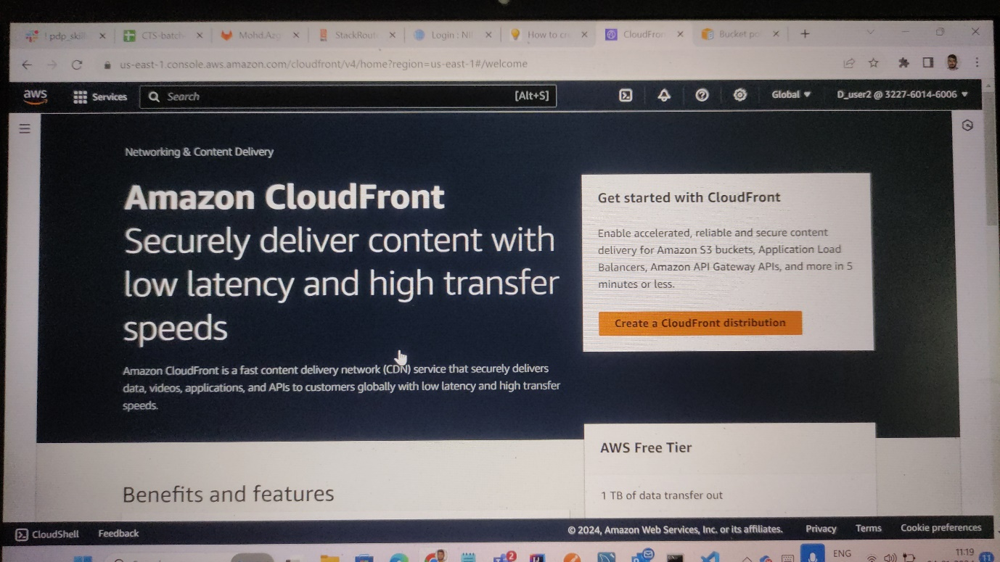 ! pdp_skil
CTS-batch
Mohd.Azg
StackRout
Login : NII
How to cr
CloudFron
Bucket po
us-east-1.console.aws.amazon.com/cloudfront/v4/home?region=us-east-1#/welcome
aws
Services
Search
[Alt+S]
Global
D_user2 @ 3227-6014-6006
Networking & Content Delivery
Amazon CloudFront
Securely deliver content with
low latency and high transfer
speeds
Amazon CloudFront is a fast content delivery network (CDN) service that securely delivers
data, videos, applications, and APIs to customers globally with low latency and high transfer
speeds.
Get started with CloudFront
Enable accelerated, reliable and secure content
delivery for Amazon S3 buckets, Application Load
Balancers, Amazon API Gateway APIs, and more in 5
minutes or less.
Create a CloudFront distribution
AWS Free Tier
1 TB of data transfer out
Benefits and features
CloudShell
Feedback
© 2024, Amazon Web Services, Inc. or its affiliates.
Privacy
Terms
Cookie preferences
2
ENG
11:19
11